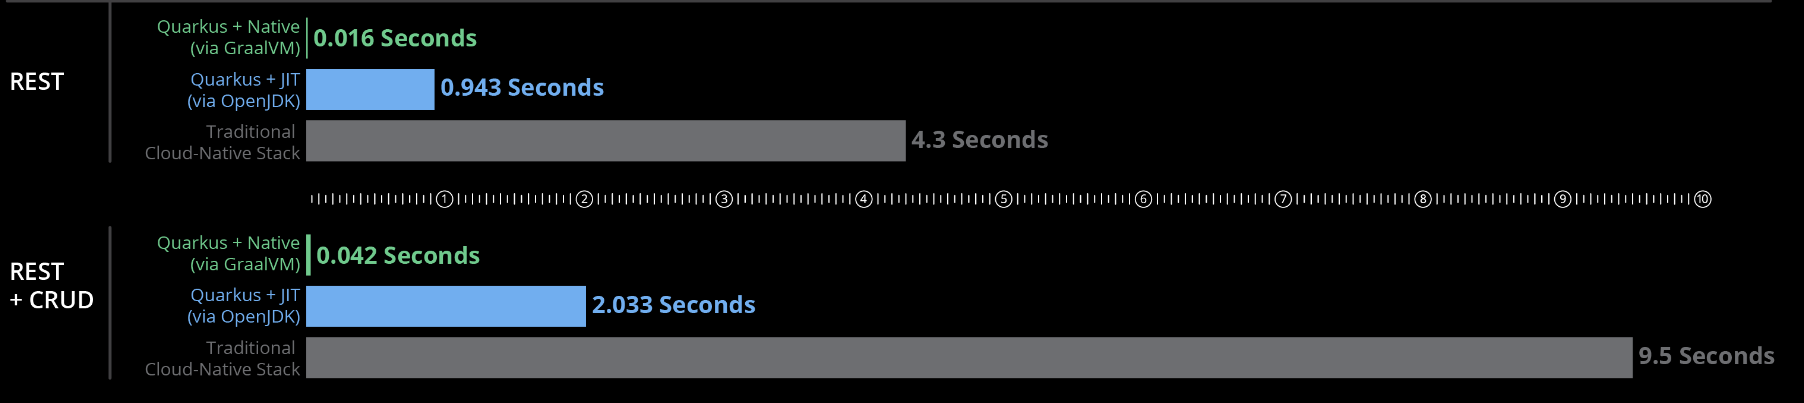 REST
Quarkus + Native
(via GraalVM)
0.016 Seconds
Quarkus + JIT
(via OpenJDK)
0.943 Seconds
Traditional
Cloud-Native Stack
4.3 Seconds
1 2 3 4 5 6 7 8 9 10
REST
+ CRUD
Quarkus + Native
(via GraalVM)
0.042 Seconds
Quarkus + JIT
(via OpenJDK)
2.033 Seconds
Traditional
Cloud-Native Stack
9.5 Seconds